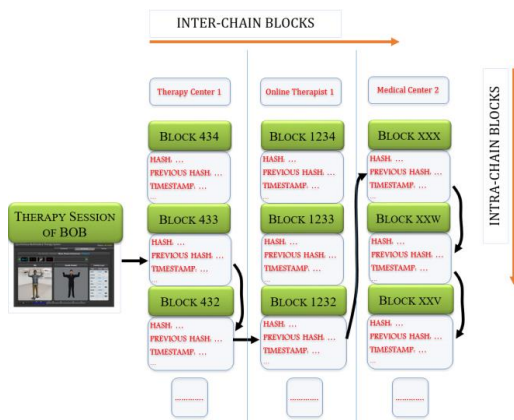 INTER-CHAIN BLOCKS
Therapy Center 1
Online Therapist 1
Medical Center 2
INTRA-CHAIN BLOCKS
BLOCK 434
HASH: …
PREVIOUS HASH: …
TIMESTAMP: …
...
BLOCK 1234
HASH: …
PREVIOUS HASH: …
TIMESTAMP: …
...
BLOCK XXX
HASH: …
PREVIOUS HASH: …
TIMESTAMP: …
...
THERAPY SESSION
OF BOB
BLOCK 433
HASH: …
PREVIOUS HASH: …
TIMESTAMP: …
...
BLOCK 1233
HASH: …
PREVIOUS HASH: …
TIMESTAMP: …
...
BLOCK XXW
HASH: …
PREVIOUS HASH: …
TIMESTAMP: …
...
BLOCK 432
HASH: …
PREVIOUS HASH: …
TIMESTAMP: …
...
BLOCK 1232
HASH: …
PREVIOUS HASH: …
TIMESTAMP: …
...
BLOCK XXV
HASH: …
PREVIOUS HASH: …
TIMESTAMP: …
...
.............
.............
.............